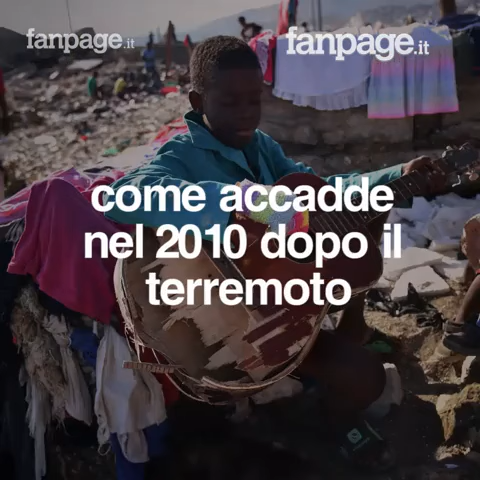 fanpage.it
fanpage.it
come accadde
nel 2010 dopo il
terremoto